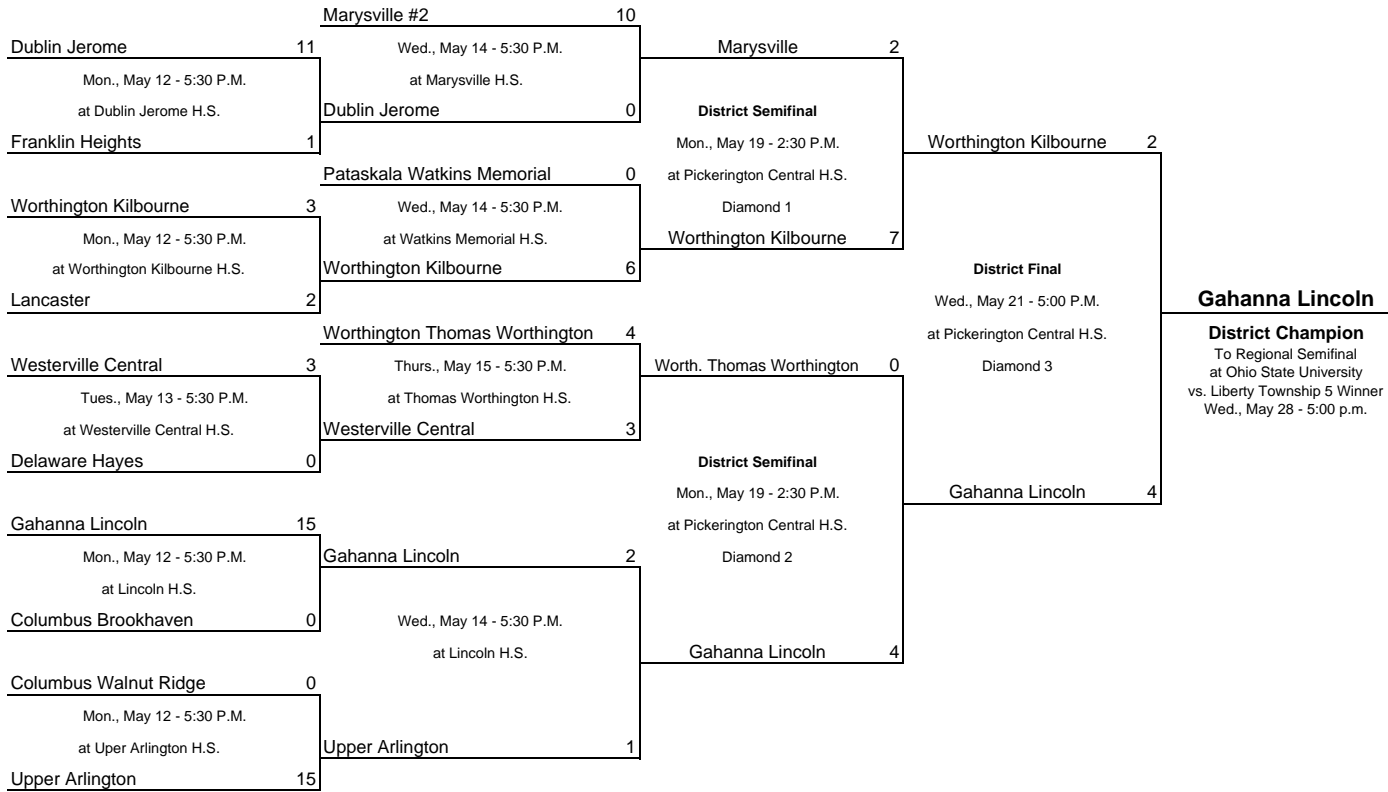 Marysville #2 10
Dublin Jerome 11
Wed., May 14 - 5:30 P.M.
Marysville 2
Mon., May 12 - 5:30 P.M.
at Marysville H.S.
at Dublin Jerome H.S.
Dublin Jerome 0
District Semifinal
Franklin Heights 1
Mon., May 19 - 2:30 P.M.
Worthington Kilbourne 2
Pataskala Watkins Memorial 0
at Pickerington Central H.S.
Worthington Kilbourne 3
Wed., May 14 - 5:30 P.M.
Diamond 1
Mon., May 12 - 5:30 P.M.
at Watkins Memorial H.S.
Worthington Kilbourne 7
at Worthington Kilbourne H.S.
Worthington Kilbourne 6
District Final
Lancaster 2
Wed., May 21 - 5:00 P.M.
Gahanna Lincoln
Worthington Thomas Worthington 4
at Pickerington Central H.S.
District Champion
Westerville Central 3
Thurs., May 15 - 5:30 P.M.
Worth. Thomas Worthington 0
Diamond 3
To Regional Semifinal
at Ohio State University
Tues., May 13 - 5:30 P.M.
at Thomas Worthington H.S.
vs. Liberty Township 5 Winner
Wed., May 28 - 5:00 p.m.
at Westerville Central H.S.
Westerville Central 3
Delaware Hayes 0
District Semifinal
Mon., May 19 - 2:30 P.M.
Gahanna Lincoln 4
Gahanna Lincoln 15
at Pickerington Central H.S.
Mon., May 12 - 5:30 P.M.
Gahanna Lincoln 2
Diamond 2
at Lincoln H.S.
Columbus Brookhaven 0
Wed., May 14 - 5:30 P.M.
at Lincoln H.S.
Gahanna Lincoln 4
Columbus Walnut Ridge 0
Mon., May 12 - 5:30 P.M.
at Uper Arlington H.S.
Upper Arlington 1
Upper Arlington 15